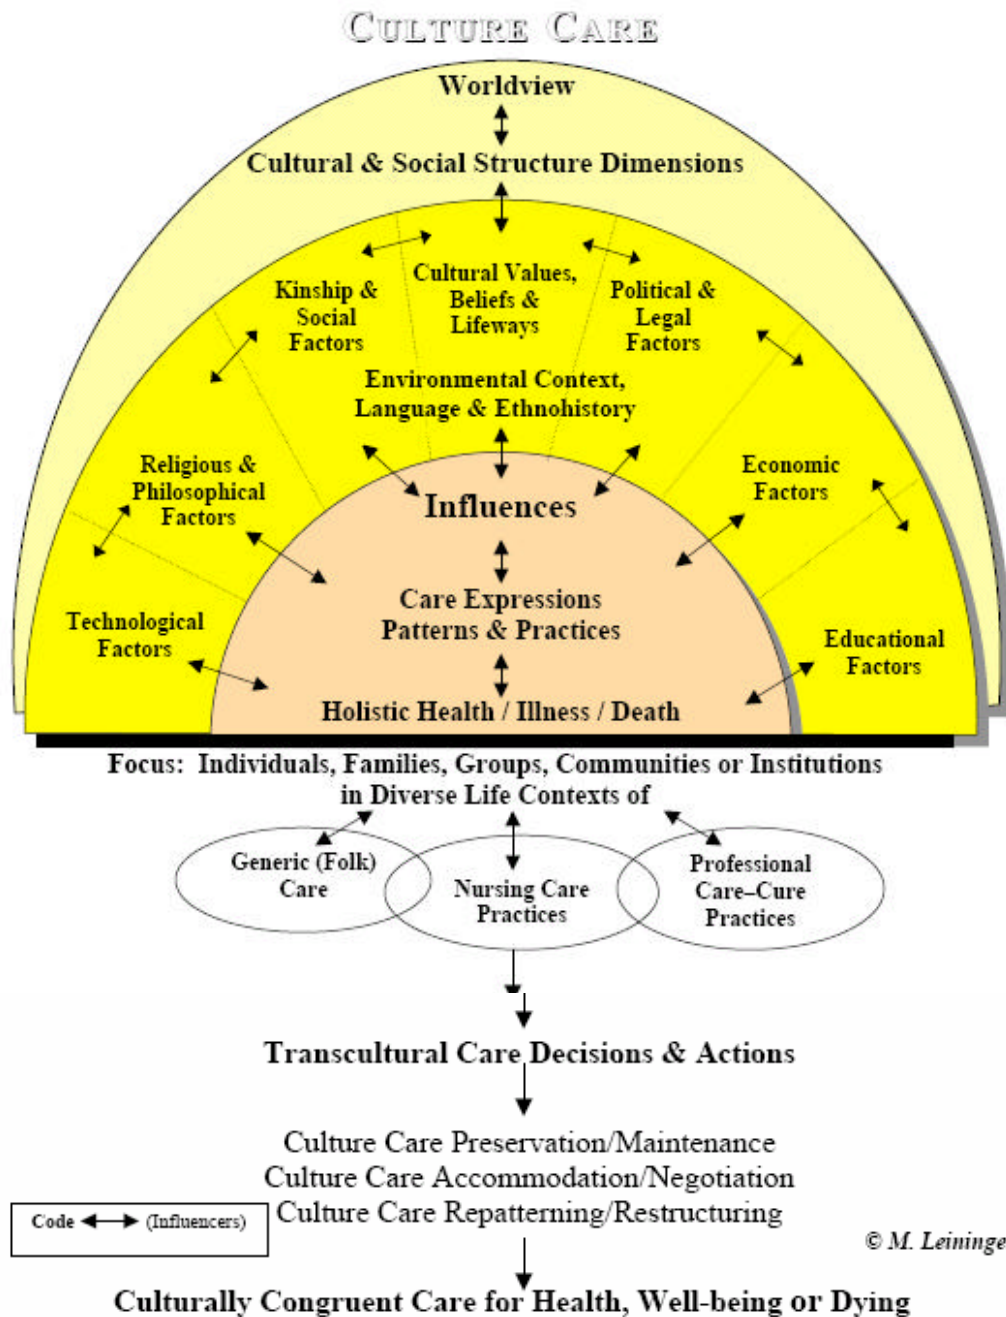 CULTURE CARE
Worldview
Cultural & Social Structure Dimensions
Kinship &
Social
Factors
Cultural Values,
Beliefs &
Lifeways
Political &
Legal
Factors
Environmental Context,
Language & Ethnohistory
Religious &
Philosophical
Factors
Economic
Factors
Technological
Factors
Educational
Factors
Influences
Care Expressions
Patterns & Practices
Holistic Health / Illness / Death
Focus: Individuals, Families, Groups, Communities or Institutions
in Diverse Life Contexts of
Generic (Folk)
Care
Nursing Care
Practices
Professional
Care–Cure
Practices
Transcultural Care Decisions & Actions
Culture Care Preservation/Maintenance
Culture Care Accommodation/Negotiation
Culture Care Repatterning/Restructuring
Code (Influencers)
© M. Leininge
Culturally Congruent Care for Health, Well-being or Dying